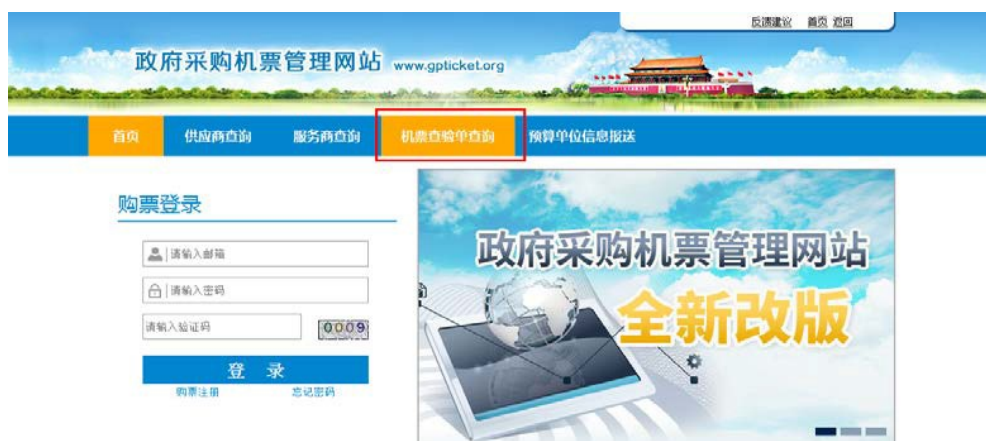 反馈建议 首页 返回
政府采购机票管理网站 www.gpticket.org
首页 供应商查询 服务商查询 机票查验单查询 预算单位信息报送
购票登录
请输入邮箱
请输入密码
请输入验证码 0009
登 录
购票注册 忘记密码
政府采购机票管理网站
全新改版